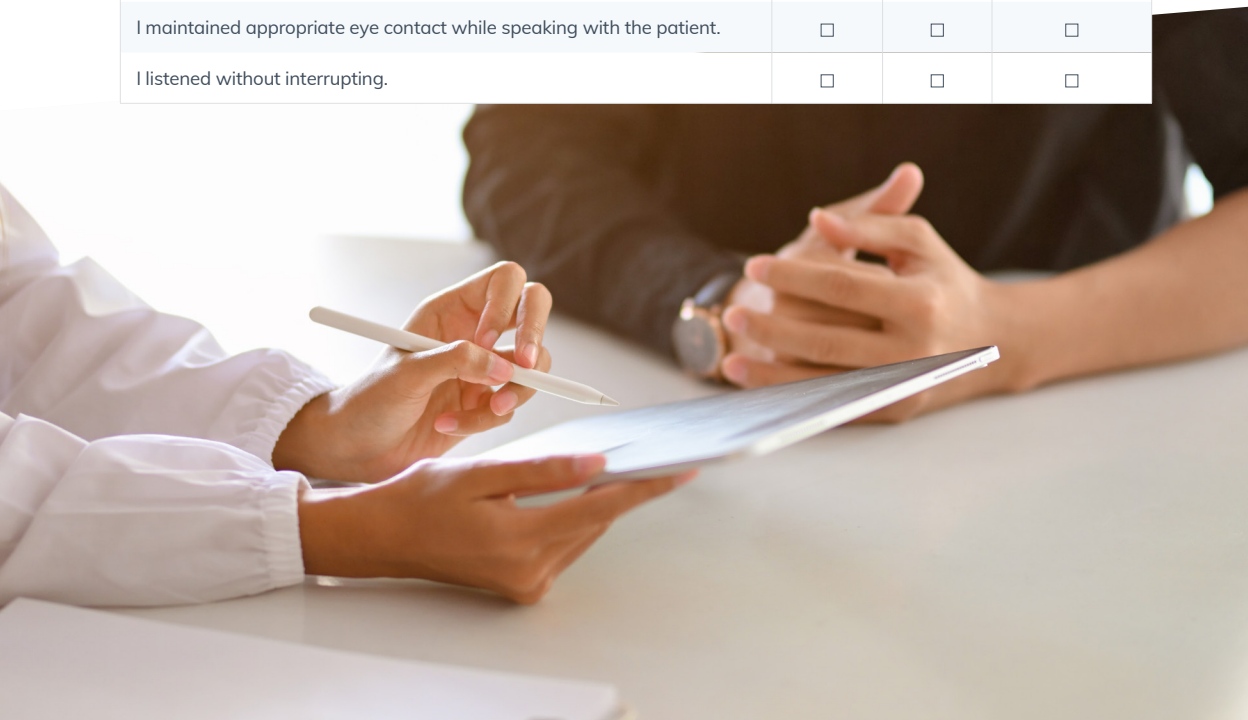 I maintained appropriate eye contact while speaking with the patient. ☐ ☐ ☐
I listened without interrupting. ☐ ☐ ☐